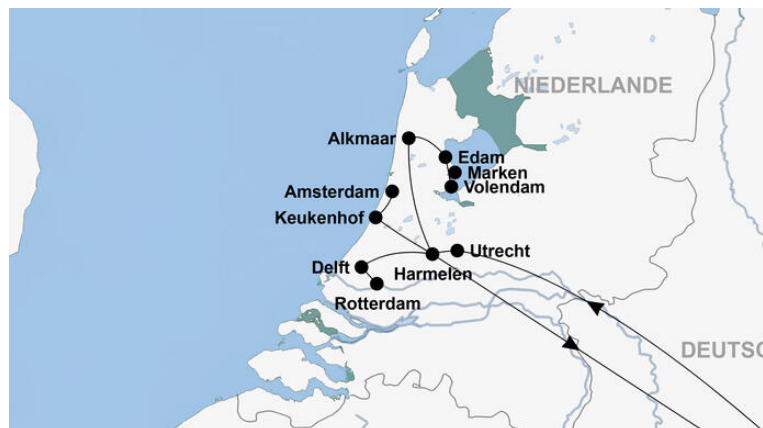 NIEDERLANDE
Alkmaar
Edam
Marken
Volendam
Amsterdam
Keukenhof
Utrecht
Delft
Harmelen
Rotterdam
DEUTSC